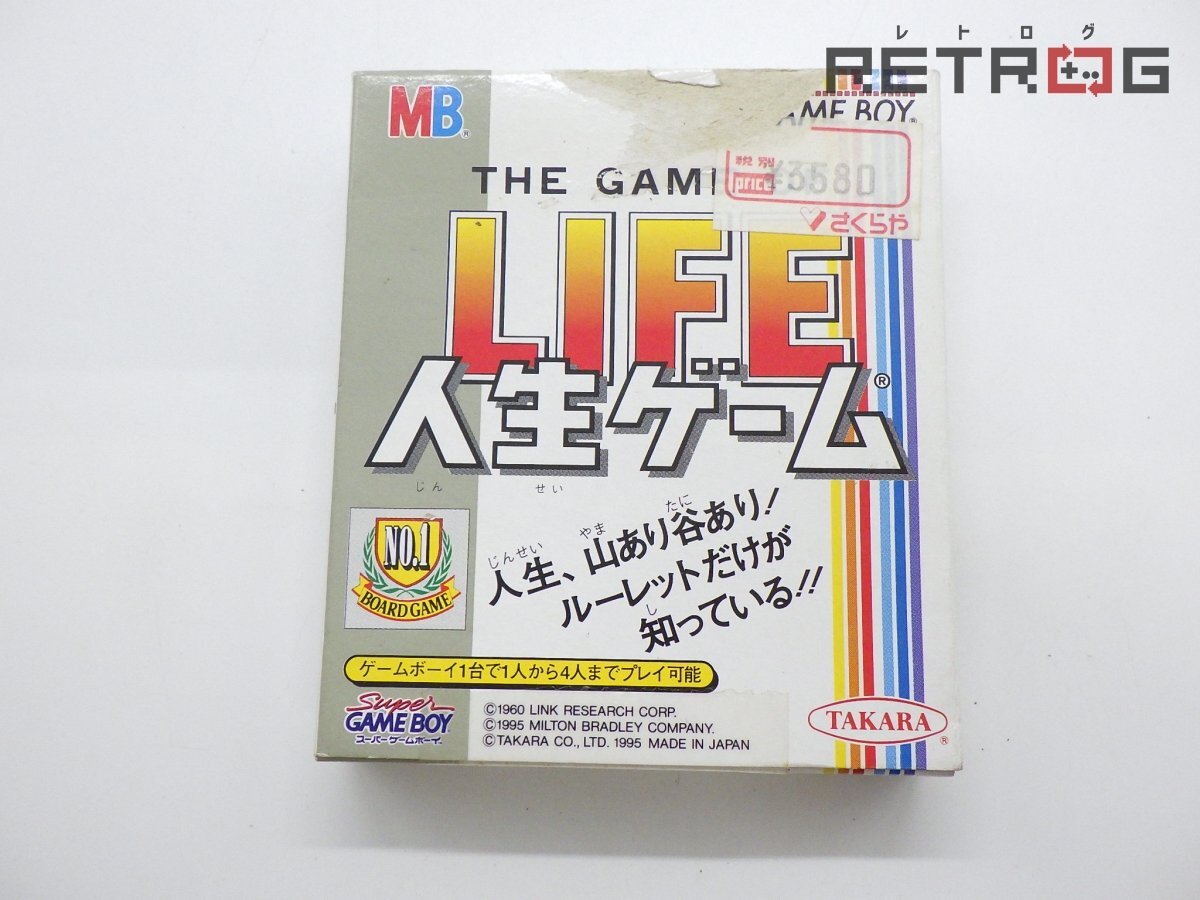 レトログ
RETROG
MB®
GAME BOY®
THE GAME
税別
price ¥3580
さくらや
LIFE
人生ゲーム®
じんせい
じんせい やま たに
人生、山あり谷あり!
ルーレットだけが
し
知っている!!
NO.1
BOARD GAME
ゲームボーイ1台で1人から4人までプレイ可能
Super
GAME BOY
スーパーゲームボーイ
©1960 LINK RESEARCH CORP.
©1995 MILTON BRADLEY COMPANY.
©TAKARA CO., LTD. 1995 MADE IN JAPAN
TAKARA®